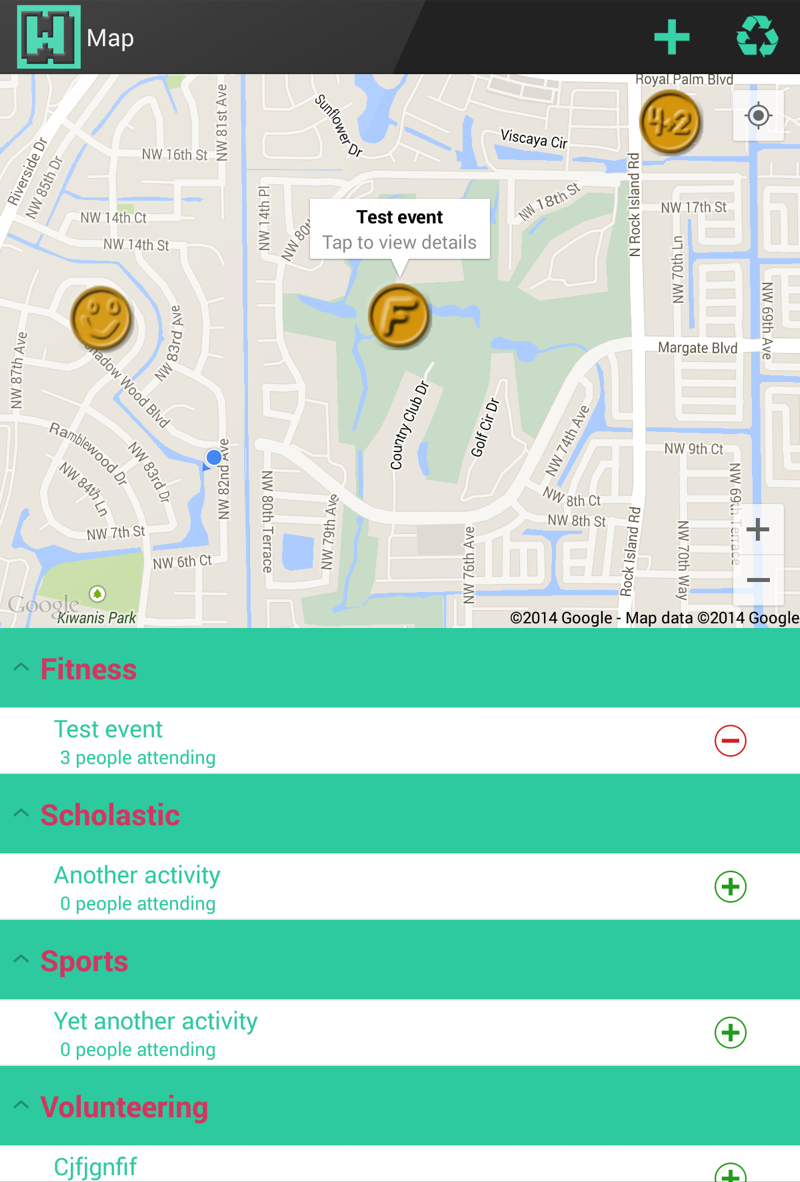 W Map
Royal Palm Blvd
4+2
NW 81st Ave
Sunflower Dr
Viscaya Cir
Riverside Dr
NW 85th Dr
NW 16th St
N Rock Island Rd
NW 14th Pl
NW 18th St
NW 17th St
NW 14th Ct
NW 80th
Test event
Tap to view details
NW 14th St
NW 70th Ln
NW 69th Ave
F
NW 83rd Ave
NW 87th Ave
Shadow Wood Blvd
Margate Blvd
Country Club Dr
Golf Cir Dr
NW 74th Ave
Ramblewood Dr
NW 83rd Dr
NW 84th Ln
NW 82nd Ave
NW 9th Ct
NW 80th Terrace
NW 79th Ave
NW 8th Ct
NW 8th St
NW 69th Terrace
NW 7th St
NW 76th Ave
Rock Island Rd
NW 70th Way
NW 6th Ct
Google
Kiwanis Park
©2014 Google - Map data ©2014 Google
Fitness
Test event
3 people attending
Scholastic
Another activity
0 people attending
Sports
Yet another activity
0 people attending
Volunteering
Cjfjgnfif